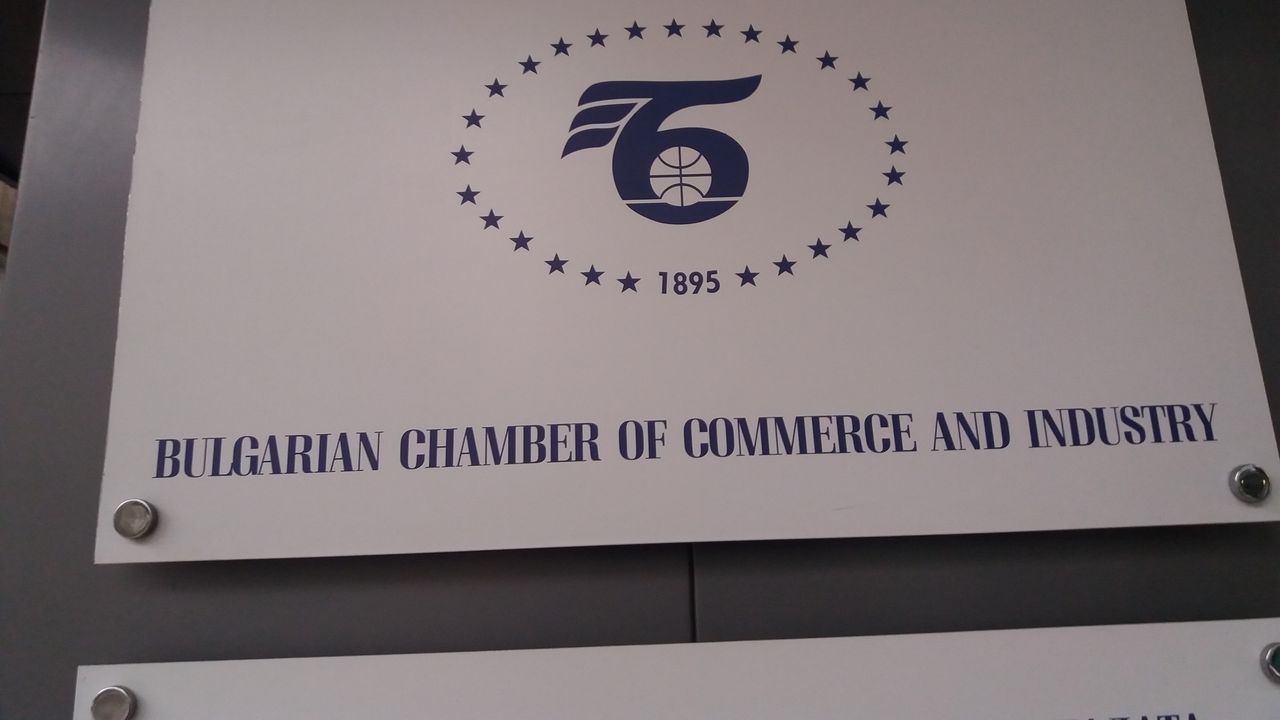 1895
BULGARIAN CHAMBER OF COMMERCE AND INDUSTRY